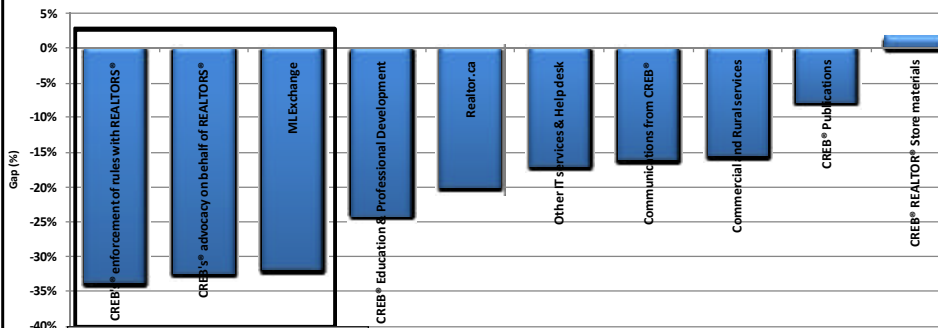 5%
0%
-5%
-10%
-15%
-20%
-25%
-30%
-35%
-40%
Gap (%)
CREB's® enforcement of rules with REALTORS®
CREB's® advocacy on behalf of REALTORS®
MLExchange
CREB® Education & Professional Development
Realtor.ca
Other IT services & Help desk
Communications from CREB®
Commercial and Rural services
CREB® Publications
CREB® REALTOR® Store materials